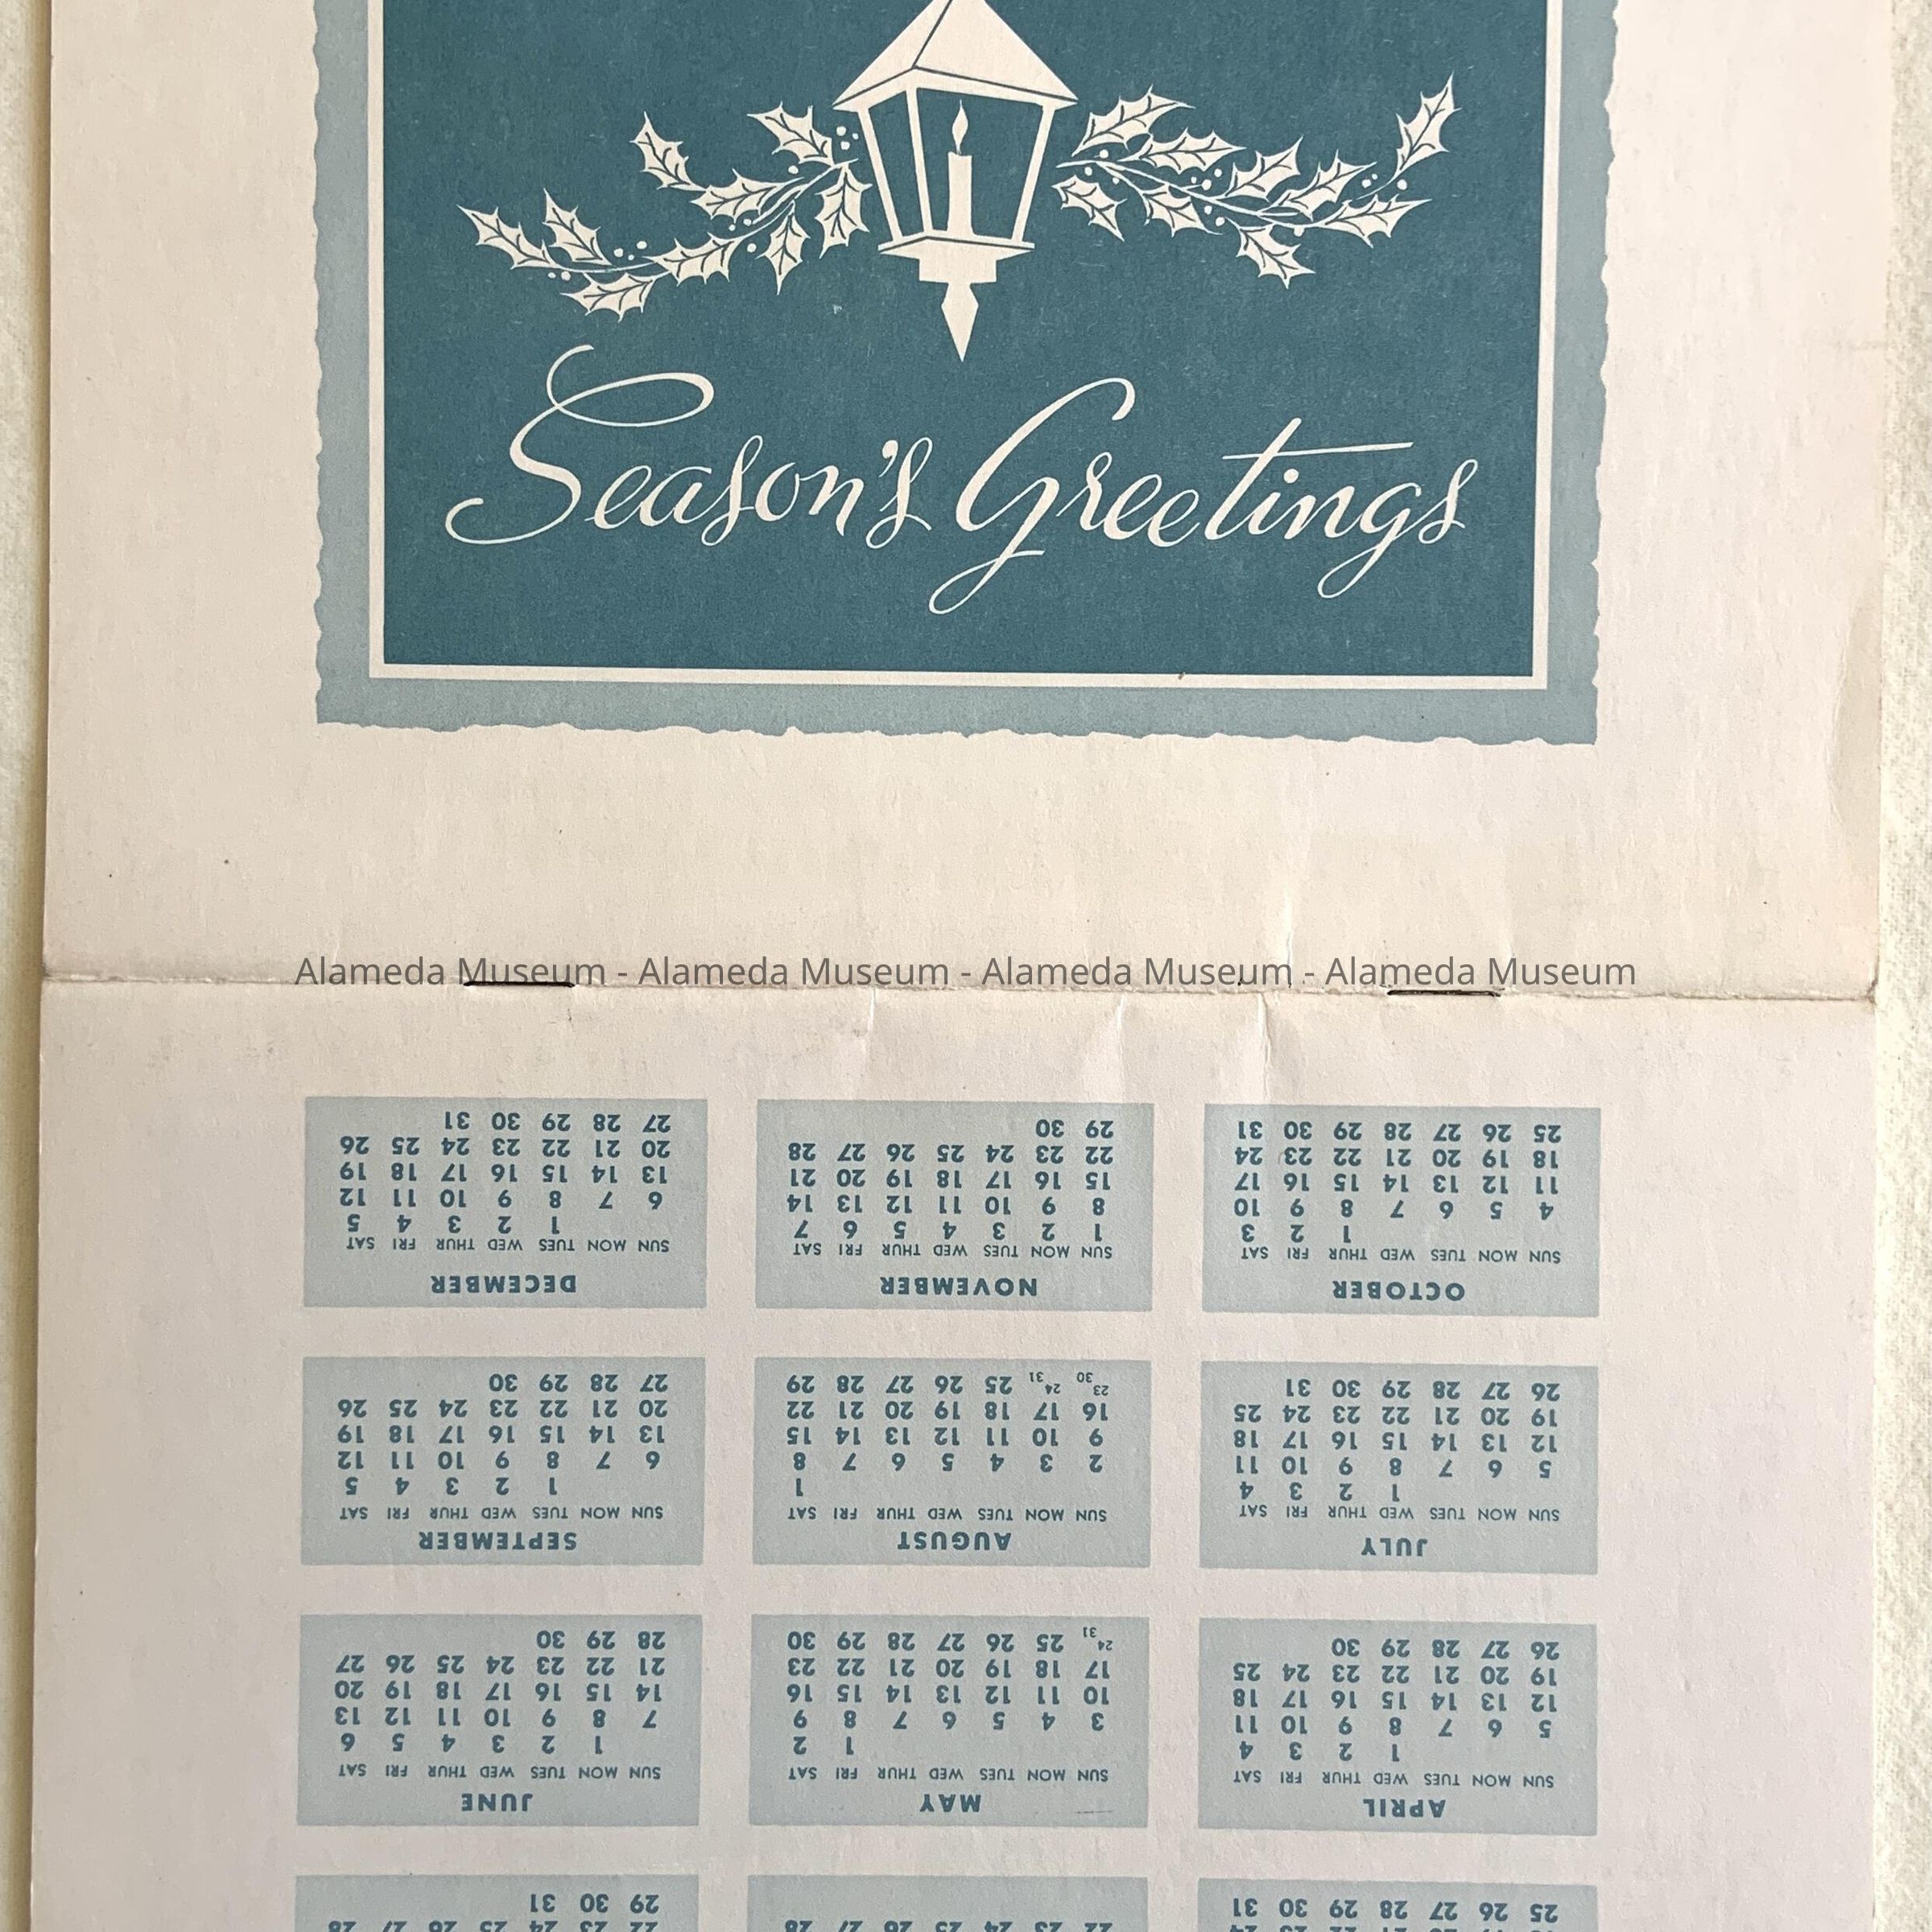 Season's Greetings
Alameda Museum - Alameda Museum - Alameda Museum - Alameda Museum
25 26 27 28 29 30 31
22 23 24 25 26 27 28
22 23 24 25 26 27 28
29 30 31
APRIL
SUN MON TUES WED THUR FRI SAT
1 2 3 4
5 6 7 8 9 10 11
12 13 14 15 16 17 18
19 20 21 22 23 24 25
26 27 28 29 30
MAY
SUN MON TUES WED THUR FRI SAT
1 2
3 4 5 6 7 8 9
10 11 12 13 14 15 16
17 18 19 20 21 22 23
24 31 25 26 27 28 29 30
JUNE
SUN MON TUES WED THUR FRI SAT
1 2 3 4 5 6
7 8 9 10 11 12 13
14 15 16 17 18 19 20
21 22 23 24 25 26 27
28 29 30
JULY
SUN MON TUES WED THUR FRI SAT
1 2 3 4
5 6 7 8 9 10 11
12 13 14 15 16 17 18
19 20 21 22 23 24 25
26 27 28 29 30 31
AUGUST
SUN MON TUES WED THUR FRI SAT
1
2 3 4 5 6 7 8
9 10 11 12 13 14 15
16 17 18 19 20 21 22
23 30 24 31 25 26 27 28 29
SEPTEMBER
SUN MON TUES WED THUR FRI SAT
1 2 3 4 5
6 7 8 9 10 11 12
13 14 15 16 17 18 19
20 21 22 23 24 25 26
27 28 29 30
OCTOBER
SUN MON TUES WED THUR FRI SAT
1 2 3
4 5 6 7 8 9 10
11 12 13 14 15 16 17
18 19 20 21 22 23 24
25 26 27 28 29 30 31
NOVEMBER
SUN MON TUES WED THUR FRI SAT
1 2 3 4 5 6 7
8 9 10 11 12 13 14
15 16 17 18 19 20 21
22 23 24 25 26 27 28
29 30
DECEMBER
SUN MON TUES WED THUR FRI SAT
1 2 3 4 5
6 7 8 9 10 11 12
13 14 15 16 17 18 19
20 21 22 23 24 25 26
27 28 29 30 31